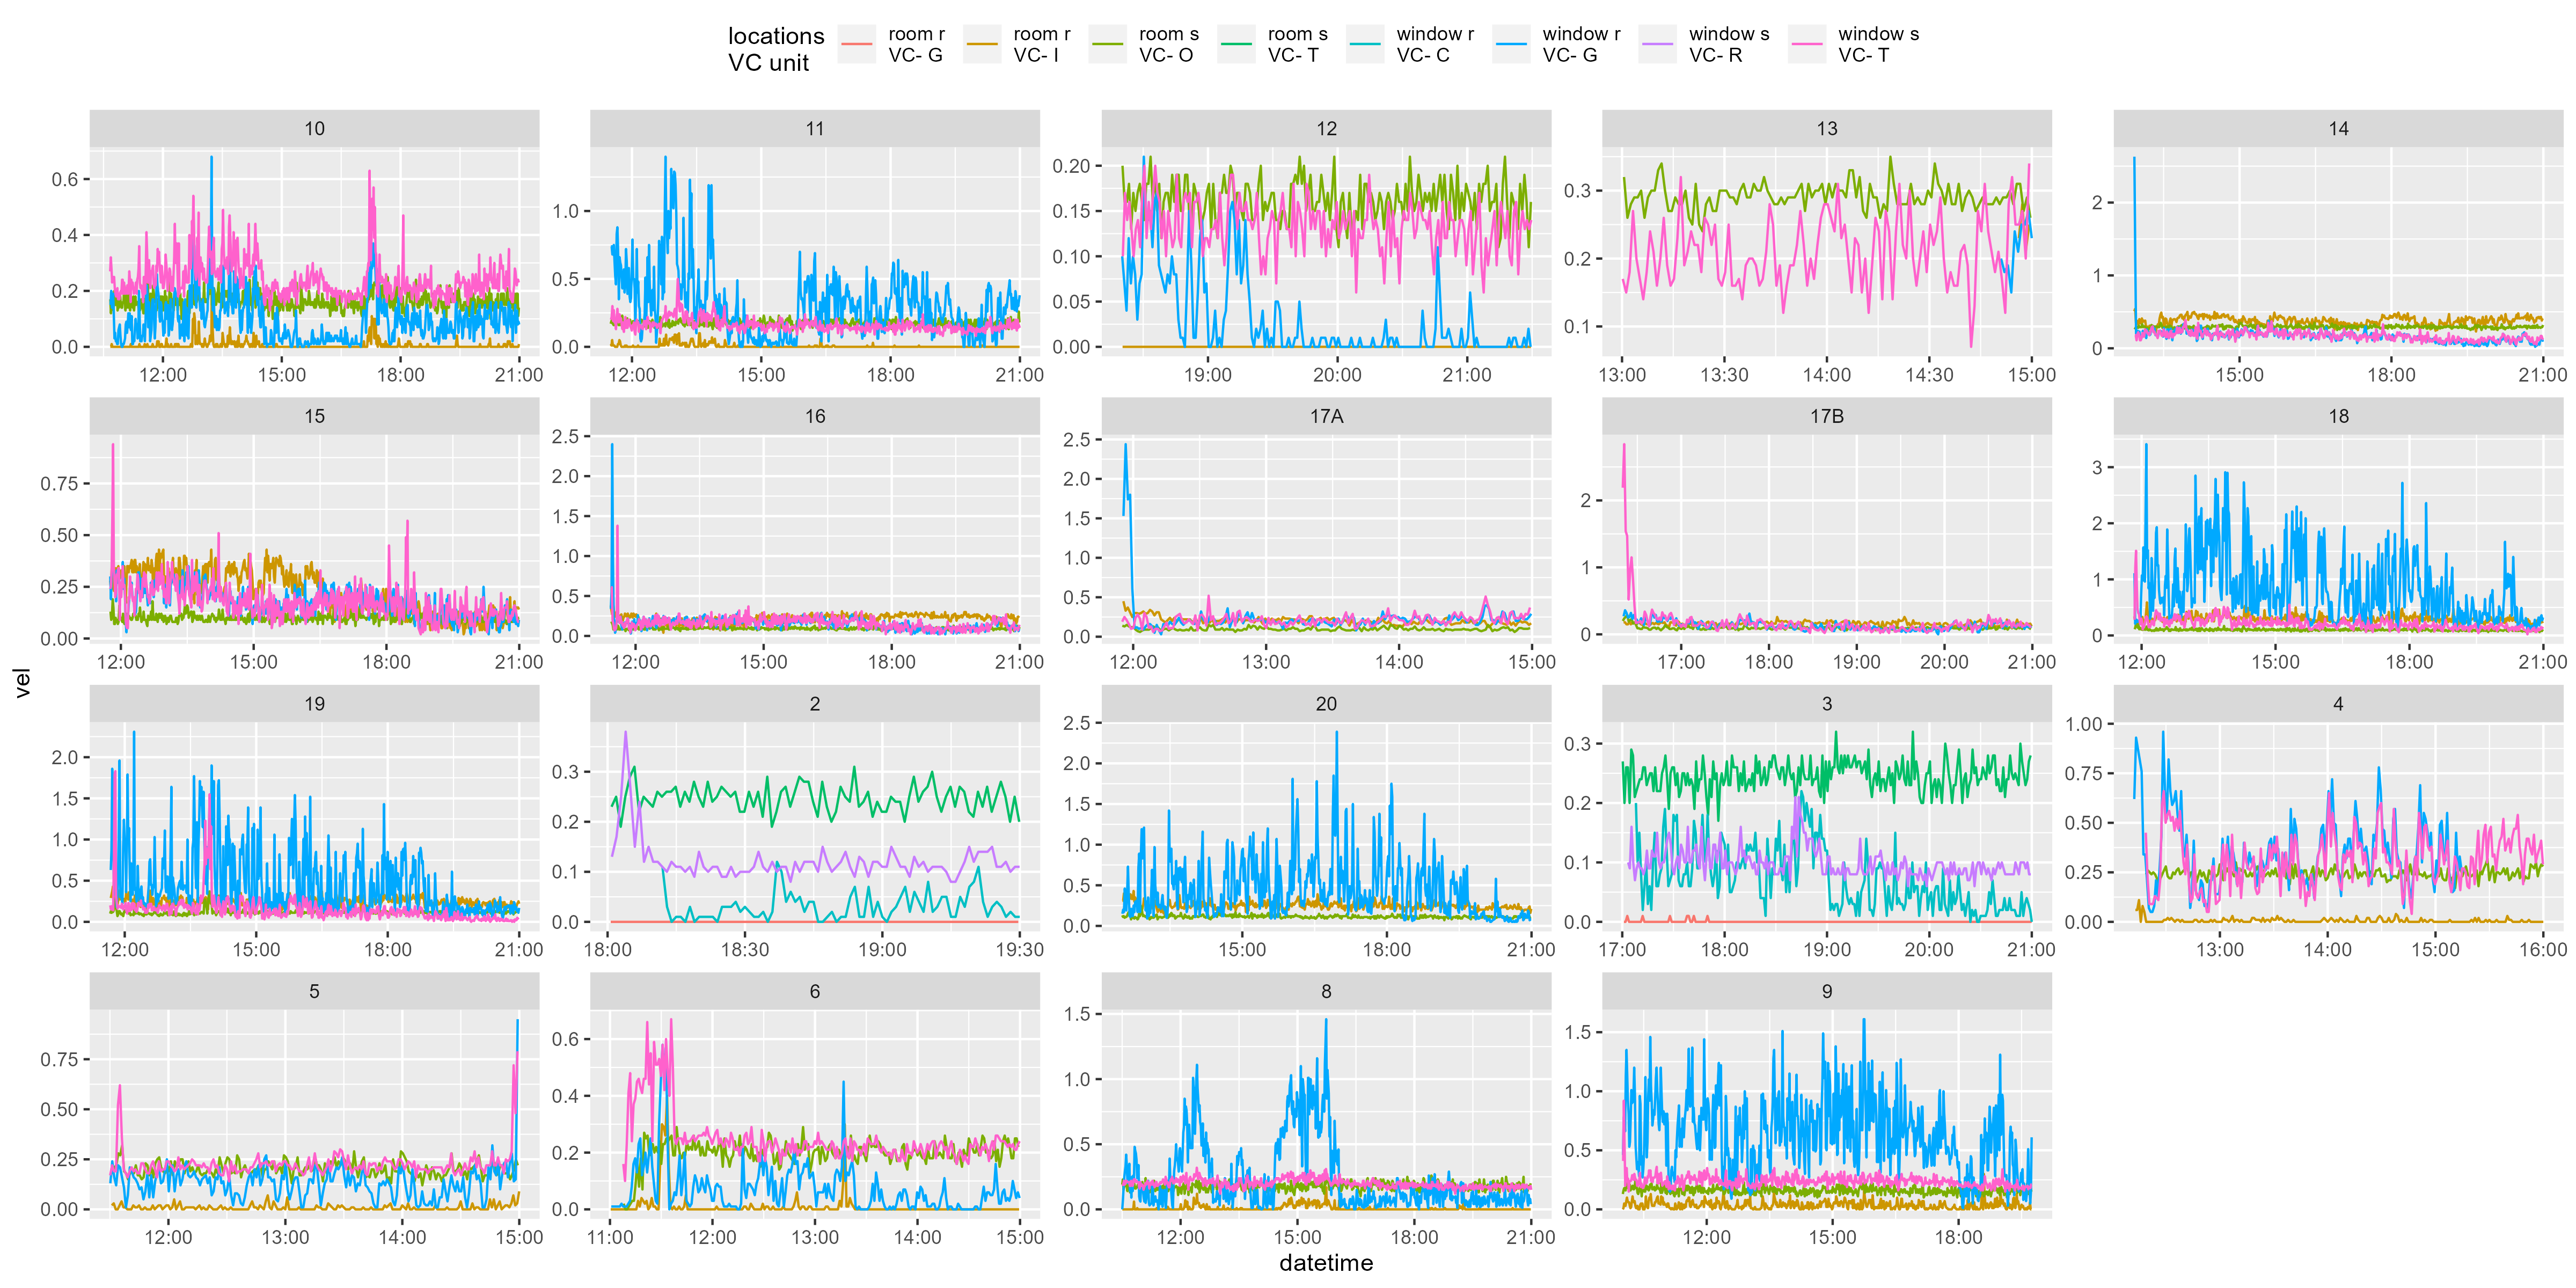 locations
VC unit
room r
VC- G
room r
VC- I
room s
VC- O
room s
VC- T
window r
VC- C
window r
VC- G
window s
VC- R
window s
VC- T
vel
10
0.6
0.4
0.2
0.0
12:00 15:00 18:00 21:00
11
1.0
0.5
0.0
12:00 15:00 18:00 21:00
12
0.20
0.15
0.10
0.05
0.00
19:00 20:00 21:00
13
0.3
0.2
0.1
13:00 13:30 14:00 14:30 15:00
14
2
1
0
15:00 18:00 21:00
15
0.75
0.50
0.25
0.00
12:00 15:00 18:00 21:00
16
2.5
2.0
1.5
1.0
0.5
0.0
12:00 15:00 18:00 21:00
17A
2.5
2.0
1.5
1.0
0.5
0.0
12:00 13:00 14:00 15:00
17B
2
1
0
17:00 18:00 19:00 20:00 21:00
18
3
2
1
0
12:00 15:00 18:00 21:00
19
2.0
1.5
1.0
0.5
0.0
12:00 15:00 18:00 21:00
2
0.3
0.2
0.1
0.0
18:00 18:30 19:00 19:30
20
2.5
2.0
1.5
1.0
0.5
0.0
15:00 18:00 21:00
3
0.3
0.2
0.1
0.0
17:00 18:00 19:00 20:00 21:00
4
1.00
0.75
0.50
0.25
0.00
13:00 14:00 15:00 16:00
5
0.75
0.50
0.25
0.00
12:00 13:00 14:00 15:00
6
0.6
0.4
0.2
0.0
11:00 12:00 13:00 14:00 15:00
8
1.5
1.0
0.5
0.0
12:00 15:00 18:00 21:00
9
1.5
1.0
0.5
0.0
12:00 15:00 18:00
datetime